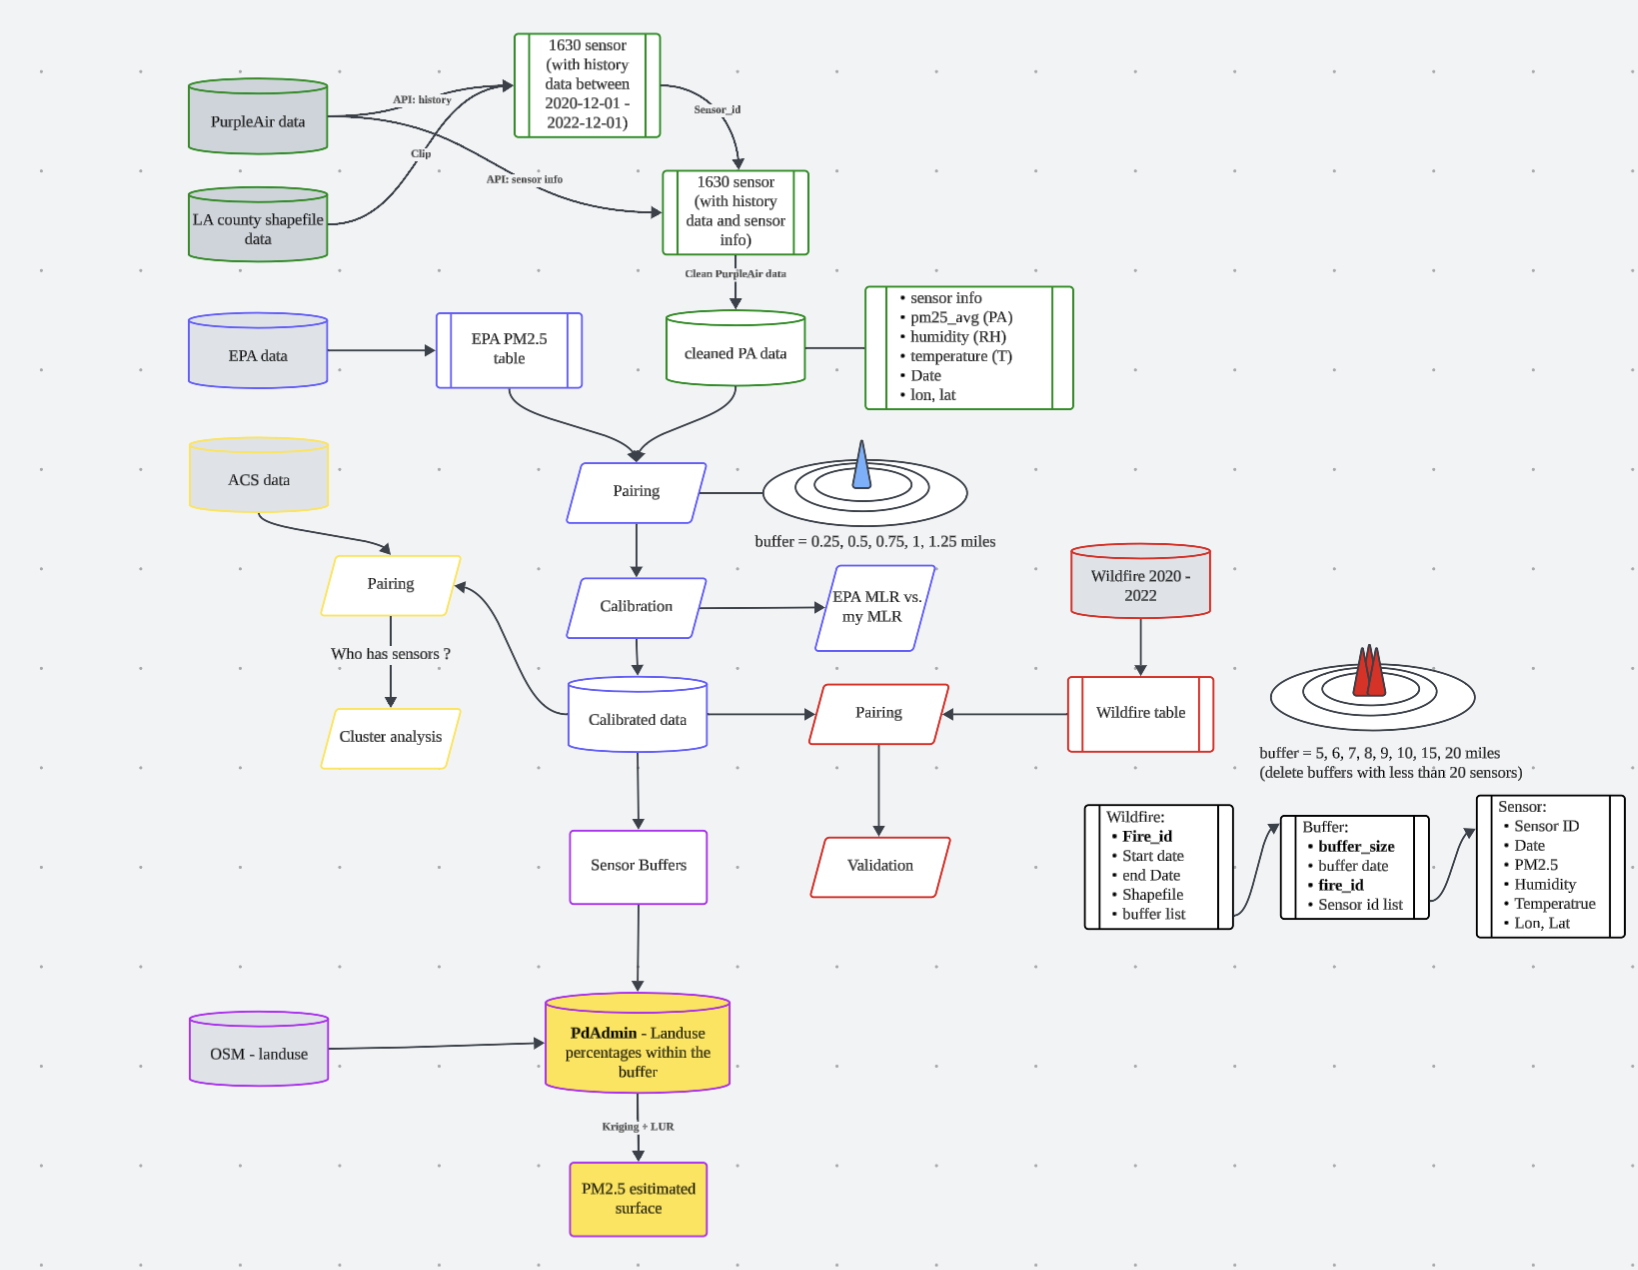 1630 sensor
(with history
data between
2020-12-01 -
2022-12-01)
PurpleAir data
API: history
Sensor_id
Clip
API: sensor info
LA county shapefile
data
1630 sensor
(with history
data and sensor
info)
Clean PurpleAir data
• sensor info
• pm25_avg (PA)
• humidity (RH)
• temperature (T)
• Date
• lon, lat
EPA data
EPA PM2.5
table
cleaned PA data
ACS data
Pairing
buffer = 0.25, 0.5, 0.75, 1, 1.25 miles
Pairing
Calibration
EPA MLR vs.
my MLR
Wildfire 2020 -
2022
Who has sensors ?
Cluster analysis
Calibrated data
Pairing
Wildfire table
buffer = 5, 6, 7, 8, 9, 10, 15, 20 miles
(delete buffers with less than 20 sensors)
Sensor Buffers
Validation
Wildfire:
• Fire_id
• Start date
• end Date
• Shapefile
• buffer list
Buffer:
• buffer_size
• buffer date
• fire_id
• Sensor id list
Sensor:
• Sensor ID
• Date
• PM2.5
• Humidity
• Temperatrue
• Lon, Lat
OSM - landuse
PdAdmin - Landuse
percentages within the
buffer
Kriging + LUR
PM2.5 esitimated
surface